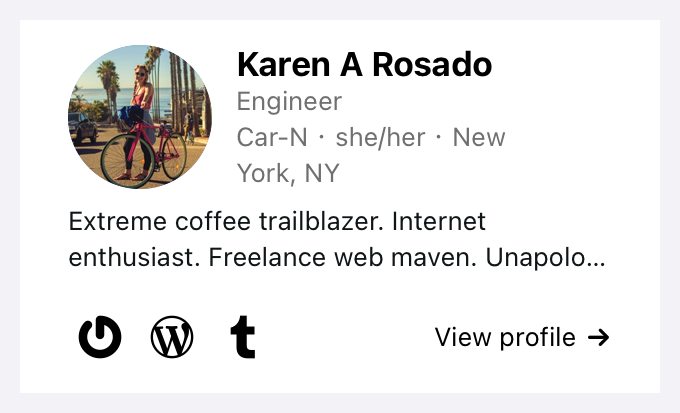 Karen A Rosado
Engineer
Car-N · she/her · New
York, NY
Extreme coffee trailblazer. Internet
enthusiast. Freelance web maven. Unapolo...
View profile →